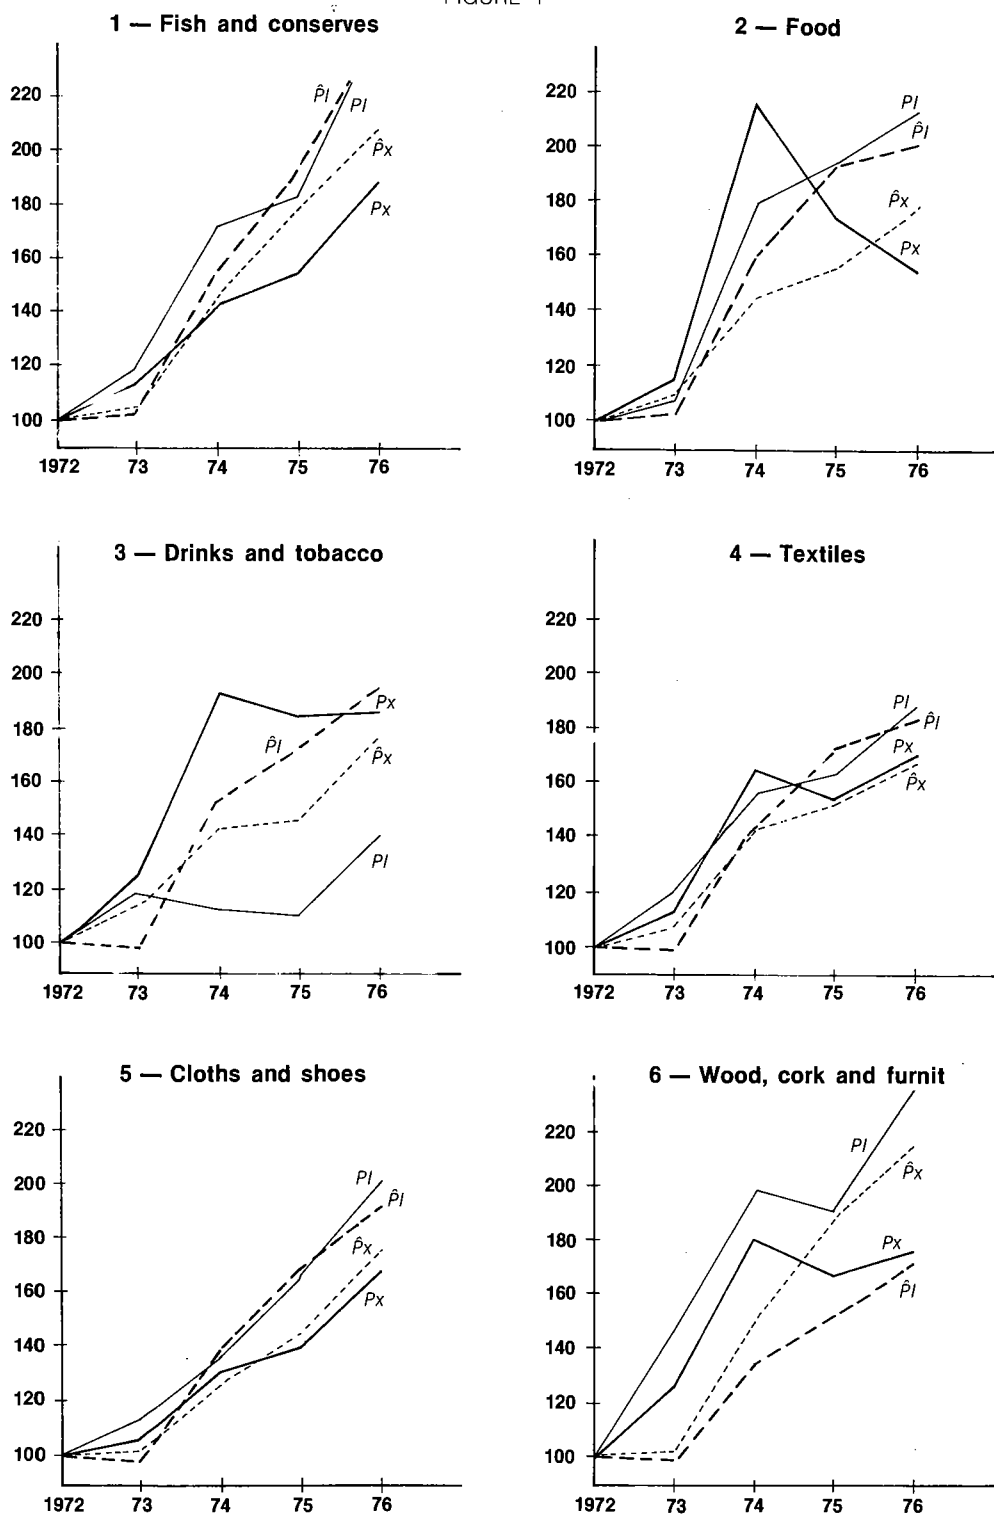 FIGURE 1
1 — Fish and conserves
220
200
180
160
140
120
100
1972 73 74 75 76
P̂I
PI
P̂x
Px
2 — Food
220
200
180
160
140
120
100
1972 73 74 75 76
PI
P̂I
P̂x
Px
3 — Drinks and tobacco
220
200
180
160
140
120
100
1972 73 74 75 76
Px
P̂I
P̂x
PI
4 — Textiles
220
200
180
160
140
120
100
1972 73 74 75 76
PI
P̂I
Px
P̂x
5 — Cloths and shoes
220
200
180
160
140
120
100
1972 73 74 75 76
PI
P̂I
P̂x
Px
6 — Wood, cork and furnit
220
200
180
160
140
120
100
1972 73 74 75 76
PI
P̂x
Px
P̂I